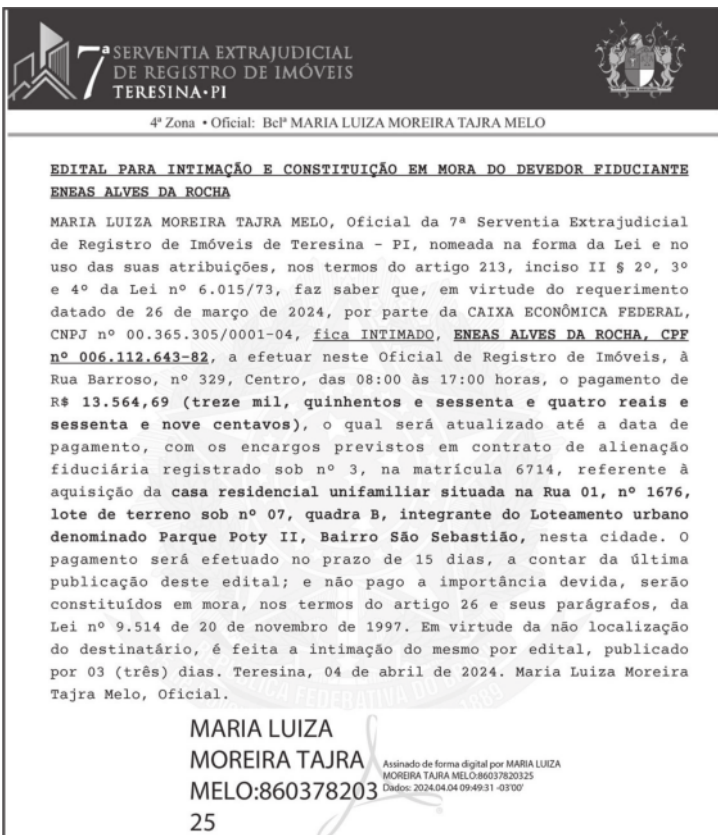 7ª SERVENTIA EXTRAJUDICIAL
DE REGISTRO DE IMÓVEIS
TERESINA•PI
4ª Zona • Oficial: Belª MARIA LUIZA MOREIRA TAJRA MELO
EDITAL PARA INTIMAÇÃO E CONSTITUIÇÃO EM MORA DO DEVEDOR FIDUCIANTE
ENEAS ALVES DA ROCHA
MARIA LUIZA MOREIRA TAJRA MELO, Oficial da 7ª Serventia Extrajudicial
de Registro de Imóveis de Teresina – PI, nomeada na forma da Lei e no
uso das suas atribuições, nos termos do artigo 213, inciso II § 2º, 3º
e 4º da Lei nº 6.015/73, faz saber que, em virtude do requerimento
datado de 26 de março de 2024, por parte da CAIXA ECONÔMICA FEDERAL,
CNPJ nº 00.365.305/0001-04, fica INTIMADO, ENEAS ALVES DA ROCHA, CPF
nº 006.112.643-82, a efetuar neste Oficial de Registro de Imóveis, à
Rua Barroso, nº 329, Centro, das 08:00 às 17:00 horas, o pagamento de
R$ 13.564,69 (treze mil, quinhentos e sessenta e quatro reais e
sessenta e nove centavos), o qual será atualizado até a data de
pagamento, com os encargos previstos em contrato de alienação
fiduciária registrado sob nº 3, na matrícula 6714, referente à
aquisição da casa residencial unifamiliar situada na Rua 01, nº 1676,
lote de terreno sob nº 07, quadra B, integrante do Loteamento urbano
denominado Parque Poty II, Bairro São Sebastião, nesta cidade. O
pagamento será efetuado no prazo de 15 dias, a contar da última
publicação deste edital; e não pago a importância devida, serão
constituídos em mora, nos termos do artigo 26 e seus parágrafos, da
Lei nº 9.514 de 20 de novembro de 1997. Em virtude da não localização
do destinatário, é feita a intimação do mesmo por edital, publicado
por 03 (três) dias. Teresina, 04 de abril de 2024. Maria Luiza Moreira
Tajra Melo, Oficial.
MARIA LUIZA
MOREIRA TAJRA
MELO:860378203
25
Assinado de forma digital por MARIA LUIZA
MOREIRA TAJRA MELO:86037820325
Dados: 2024.04.04 09:49:31 -03'00'